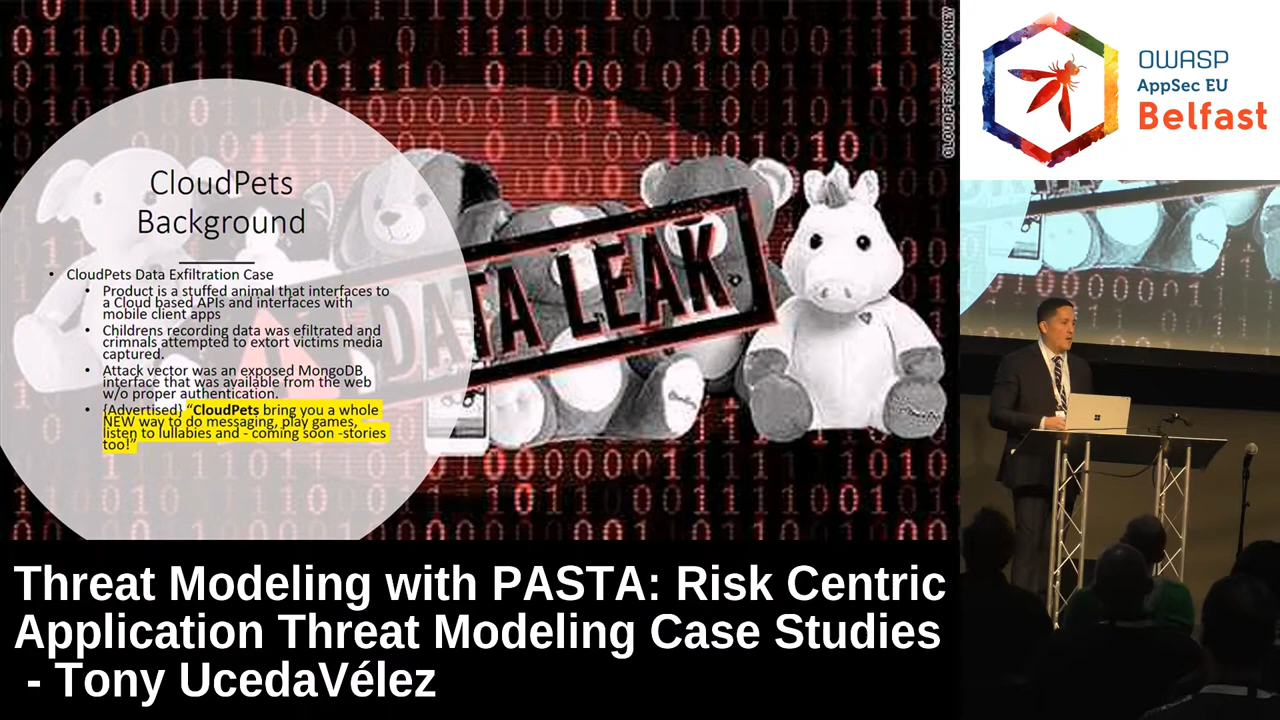 CLOUDPETS/CNNMONEY
OWASP
AppSec EU
Belfast
CloudPets
Background
• CloudPets Data Exfiltration Case
• Product is a stuffed animal that interfaces to
a Cloud based APIs and interfaces with
mobile client apps
• Childrens recording data was efiltrated and
crimnals attempted to extort victims media
captured.
• Attack vector was an exposed MongoDB
interface that was available from the web
w/o proper authentication.
• {Advertised} “CloudPets bring you a whole
NEW way to do messaging, play games,
listen to lullabies and - coming soon -stories
too!”
DATA LEAK
Threat Modeling with PASTA: Risk Centric
Application Threat Modeling Case Studies
- Tony UcedaVélez